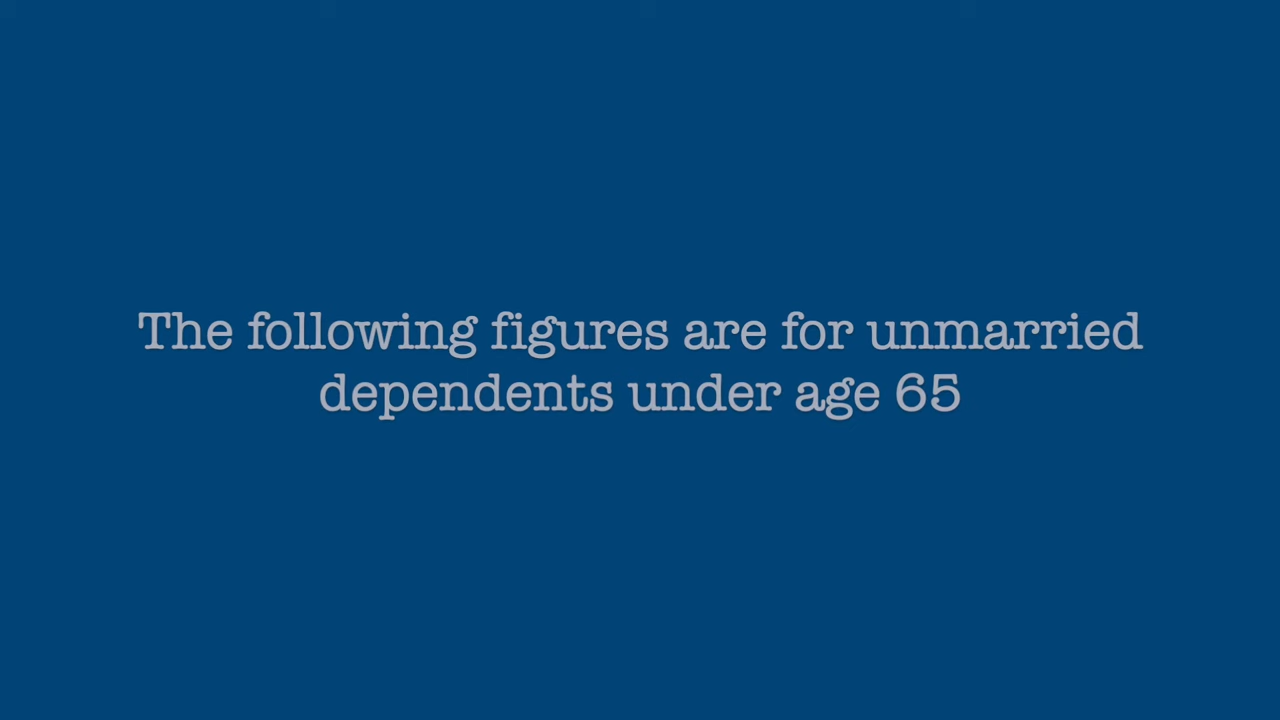 The following figures are for unmarried
dependents under age 65